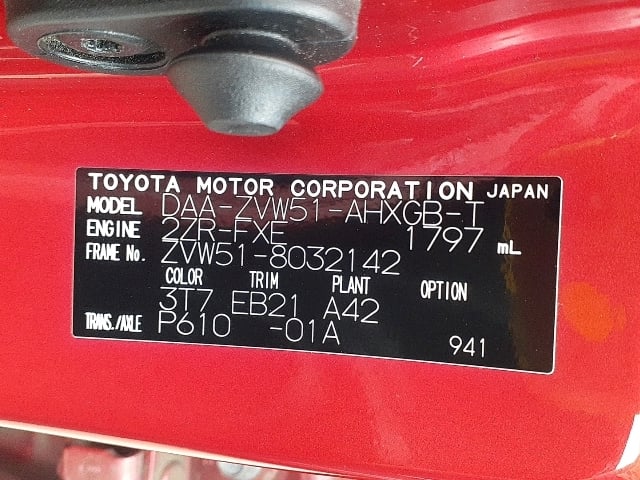 TOYOTA MOTOR CORPORATION JAPAN
MODEL DAA-ZVW51-AHXGB-T
ENGINE 2ZR-FXE 1797 mL
FRAME No. ZVW51-8032142
COLOR TRIM PLANT OPTION
3T7 EB21 A42
TRANS./AXLE P610 -01A
941